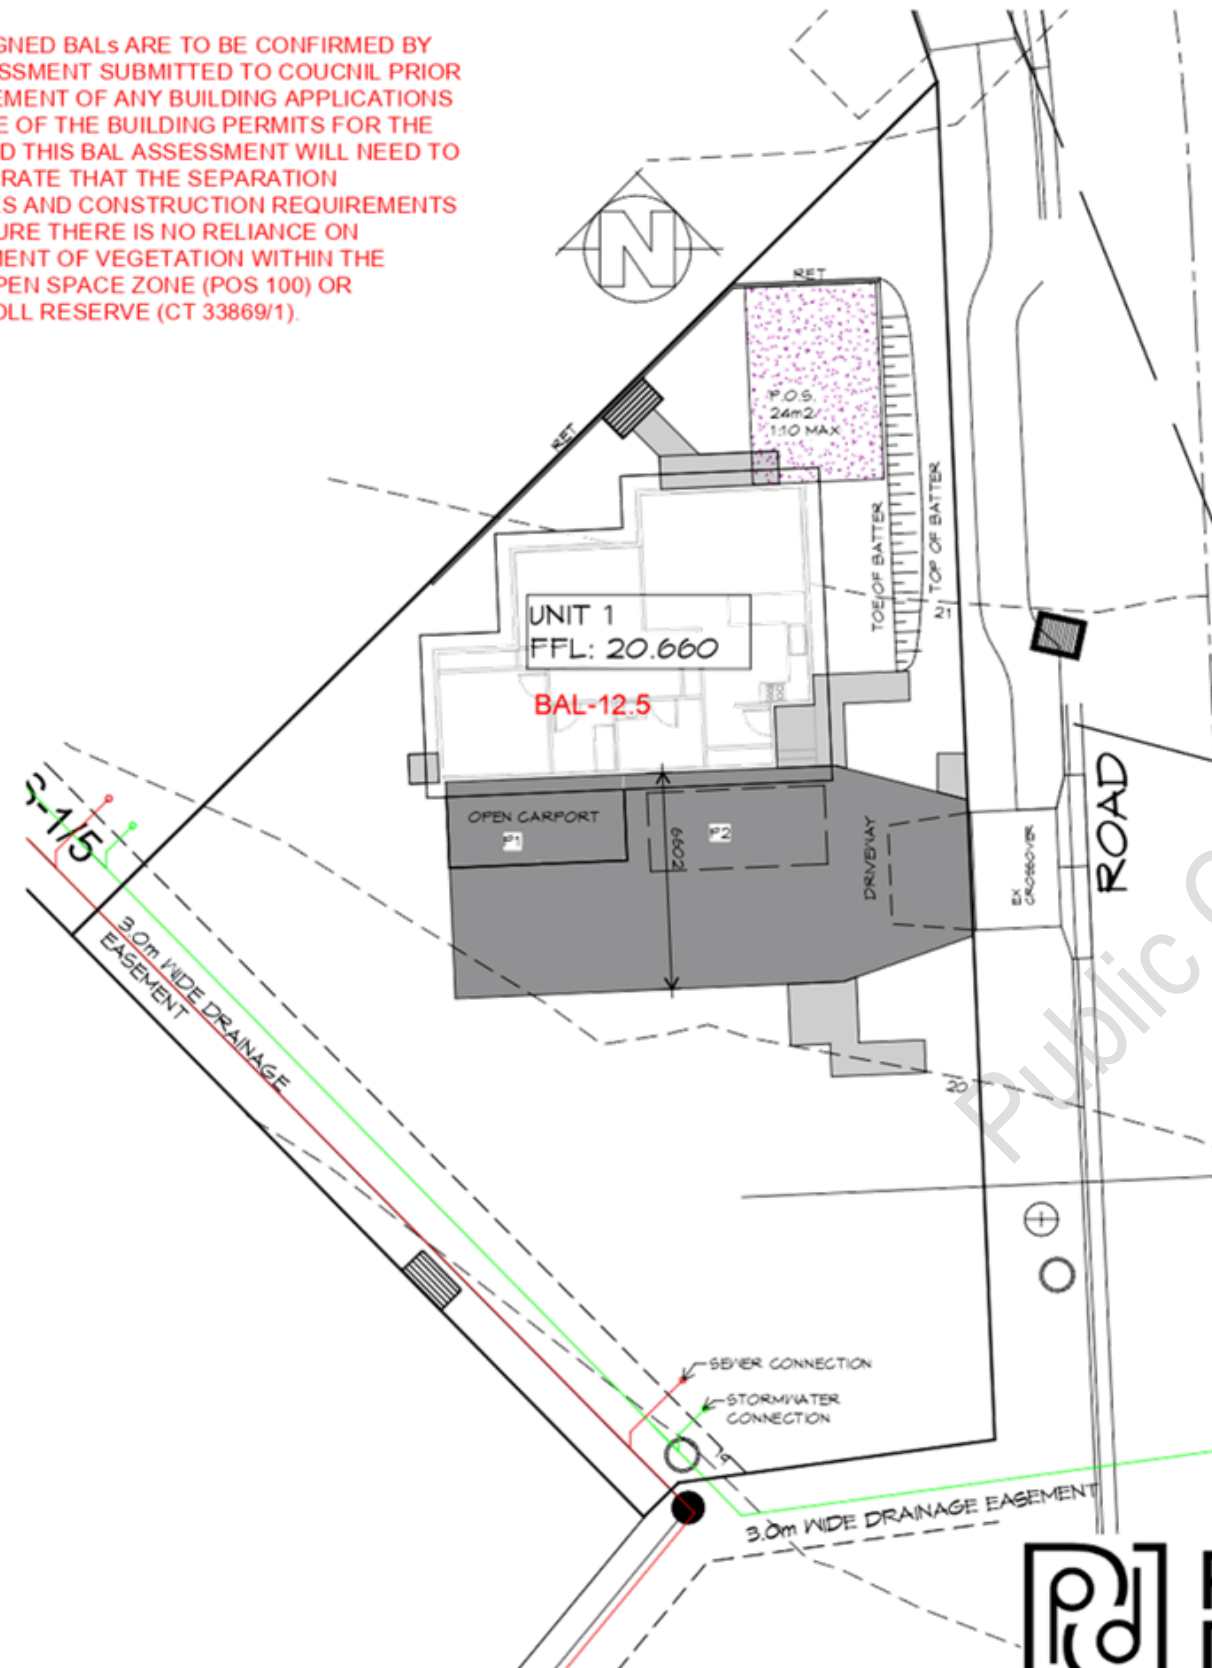 GNED BALs ARE TO BE CONFIRMED BY
SSMENT SUBMITTED TO COUCNIL PRIOR
EMENT OF ANY BUILDING APPLICATIONS
E OF THE BUILDING PERMITS FOR THE
D THIS BAL ASSESSMENT WILL NEED TO
RATE THAT THE SEPARATION
S AND CONSTRUCTION REQUIREMENTS
URE THERE IS NO RELIANCE ON
MENT OF VEGETATION WITHIN THE
PEN SPACE ZONE (POS 100) OR
OLL RESERVE (CT 33869/1).
N
RET
P.O.S.
24m2
1:10 MAX
RET
TOE OF BATTER
TOP OF BATTER
21
UNIT 1
FFL: 20.660
BAL-12.5
S-1/5
OPEN CARPORT
P1
P2
6602
DRIVEWAY
EX
CROSSOVER
ROAD
3.0m WIDE DRAINAGE
EASEMENT
20
Public
SEWER CONNECTION
STORMWATER
CONNECTION
19
3.0m WIDE DRAINAGE EASEMENT